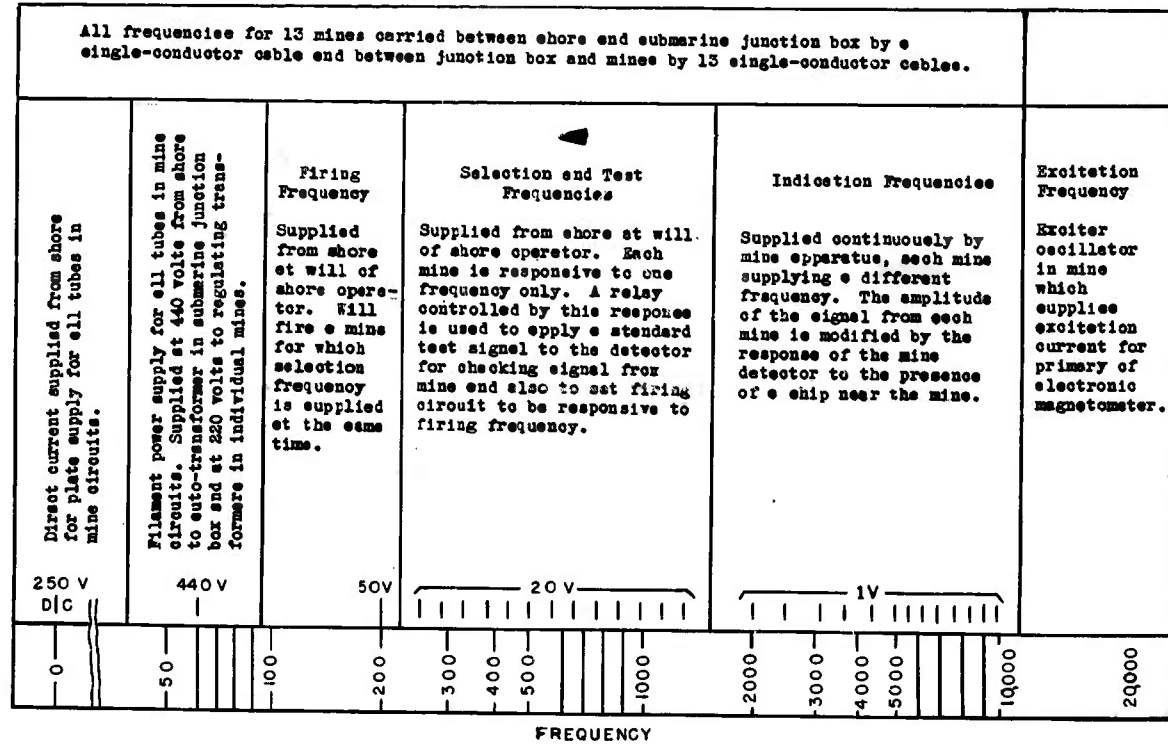 All frequencies for 13 mines carried between shore and submarine junction box by a
single-conductor cable and between junction box and mines by 13 single-conductor cables.
Direct current supplied from shore
for plate supply for all tubes in
mine circuits.
250 V
D|C
Filament power supply for all tubes in mine
circuits. Supplied at 440 volts from shore
to auto-transformer in submarine junction
box and at 220 volts to regulating trans-
formers in individual mines.
440 V
Firing
Frequency
Supplied
from shore
at will of
shore opera-
tor. Will
fire a mine
for which
selection
frequency
is supplied
at the same
time.
50V
Selection and Test
Frequencies
Supplied from shore at will
of shore operator. Each
mine is responsive to one
frequency only. A relay
controlled by this response
is used to apply a standard
test signal to the detector
for checking signal from
mine and also to set firing
circuit to be responsive to
firing frequency.
20 V
Indication Frequencies
Supplied continuously by
mine apparatus, each mine
supplying a different
frequency. The amplitude
of the signal from each
mine is modified by the
response of the mine
detector to the presence
of a ship near the mine.
1V
Excitation
Frequency
Exciter
oscillator
in mine
which
supplies
excitation
current for
primary of
electronic
magnetometer.
0
50
100
200
300
400
500
1000
2000
3000
4000
5000
10,000
20,000
FREQUENCY